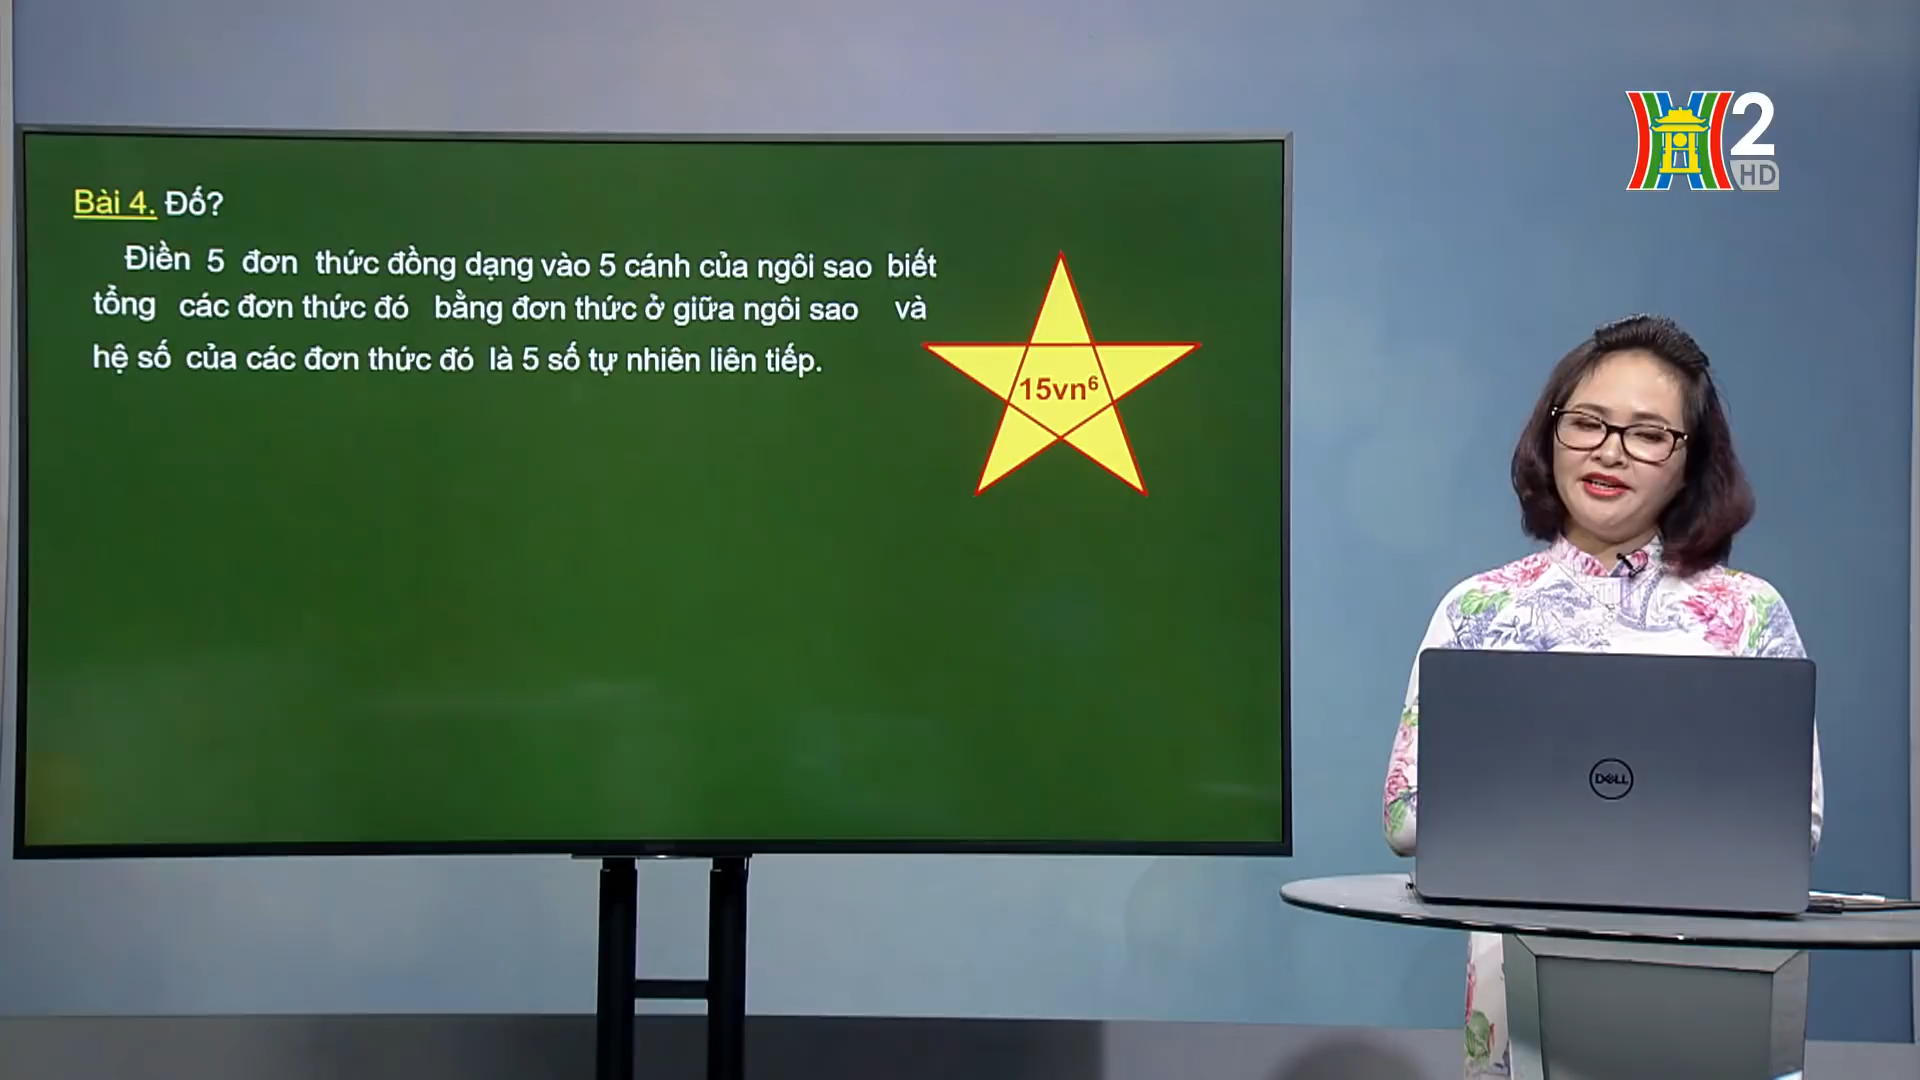 Bài 4. Đố?
Điền 5 đơn thức đồng dạng vào 5 cánh của ngôi sao biết
tổng các đơn thức đó bằng đơn thức ở giữa ngôi sao và
hệ số của các đơn thức đó là 5 số tự nhiên liên tiếp.
15vn⁶
2
HD
DELL